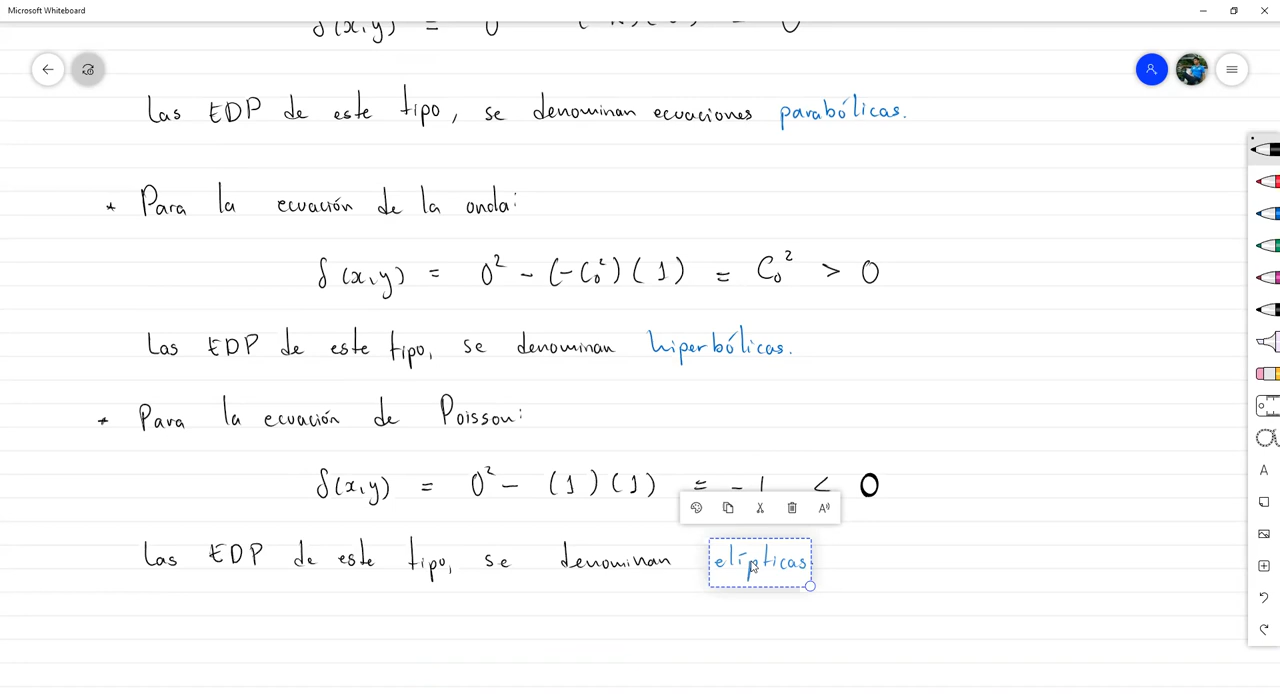 Microsoft Whiteboard
δ(x,y) = 0
Las EDP de este tipo, se denominan ecuaciones parabólicas.
* Para la ecuación de la onda:
δ(x,y) = 0² - (-C₀²)(1) = C₀² > 0
Las EDP de este tipo, se denominan hiperbólicas.
* Para la ecuación de Poisson:
δ(x,y) = 0² - (1)(1) = -1 < 0
Las EDP de este tipo, se denominan elípticas